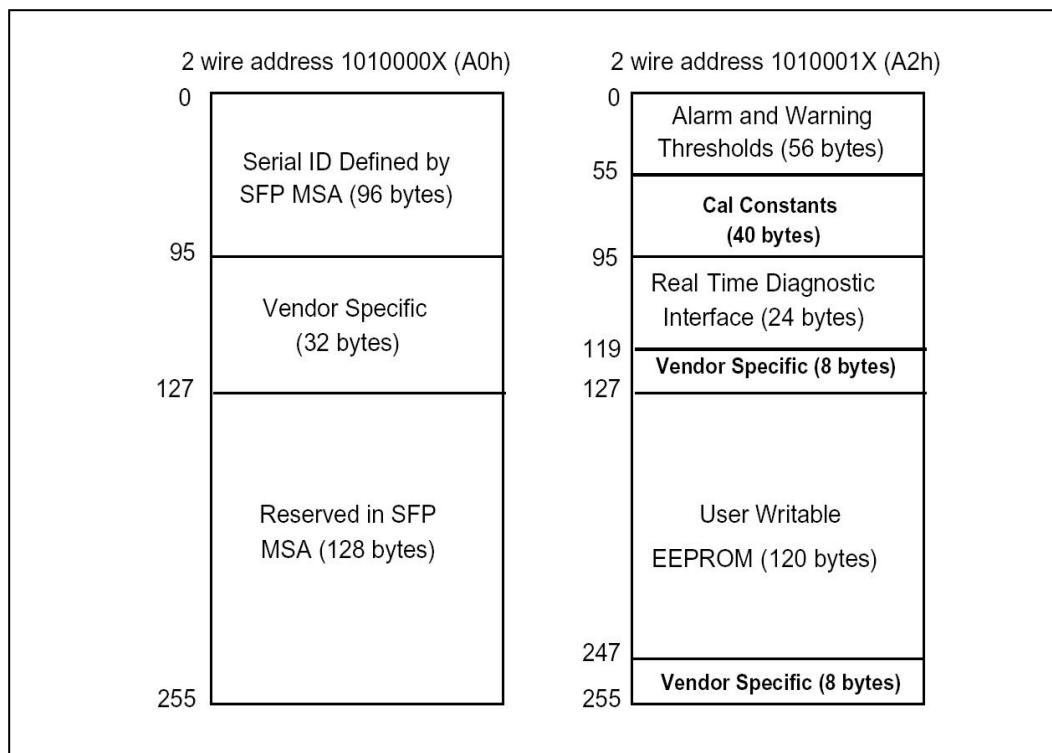 2 wire address 1010000X (A0h)
0
Serial ID Defined by
SFP MSA (96 bytes)
95
Vendor Specific
(32 bytes)
127
Reserved in SFP
MSA (128 bytes)
255
2 wire address 1010001X (A2h)
0
Alarm and Warning
Thresholds (56 bytes)
55
Cal Constants
(40 bytes)
95
Real Time Diagnostic
Interface (24 bytes)
119
Vendor Specific (8 bytes)
127
User Writable
EEPROM (120 bytes)
247
Vendor Specific (8 bytes)
255